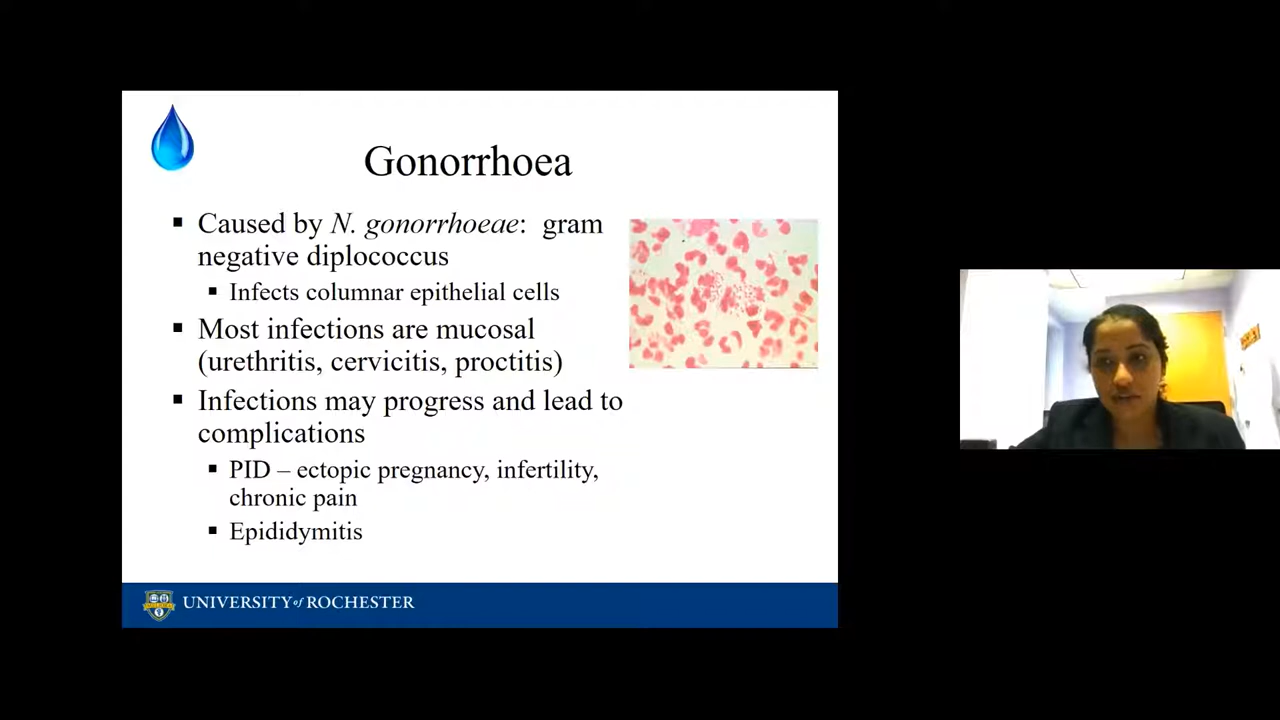 Gonorrhoea
▪ Caused by N. gonorrhoeae: gram
negative diplococcus
▪ Infects columnar epithelial cells
▪ Most infections are mucosal
(urethritis, cervicitis, proctitis)
▪ Infections may progress and lead to
complications
▪ PID – ectopic pregnancy, infertility,
chronic pain
▪ Epididymitis
UNIVERSITY of ROCHESTER